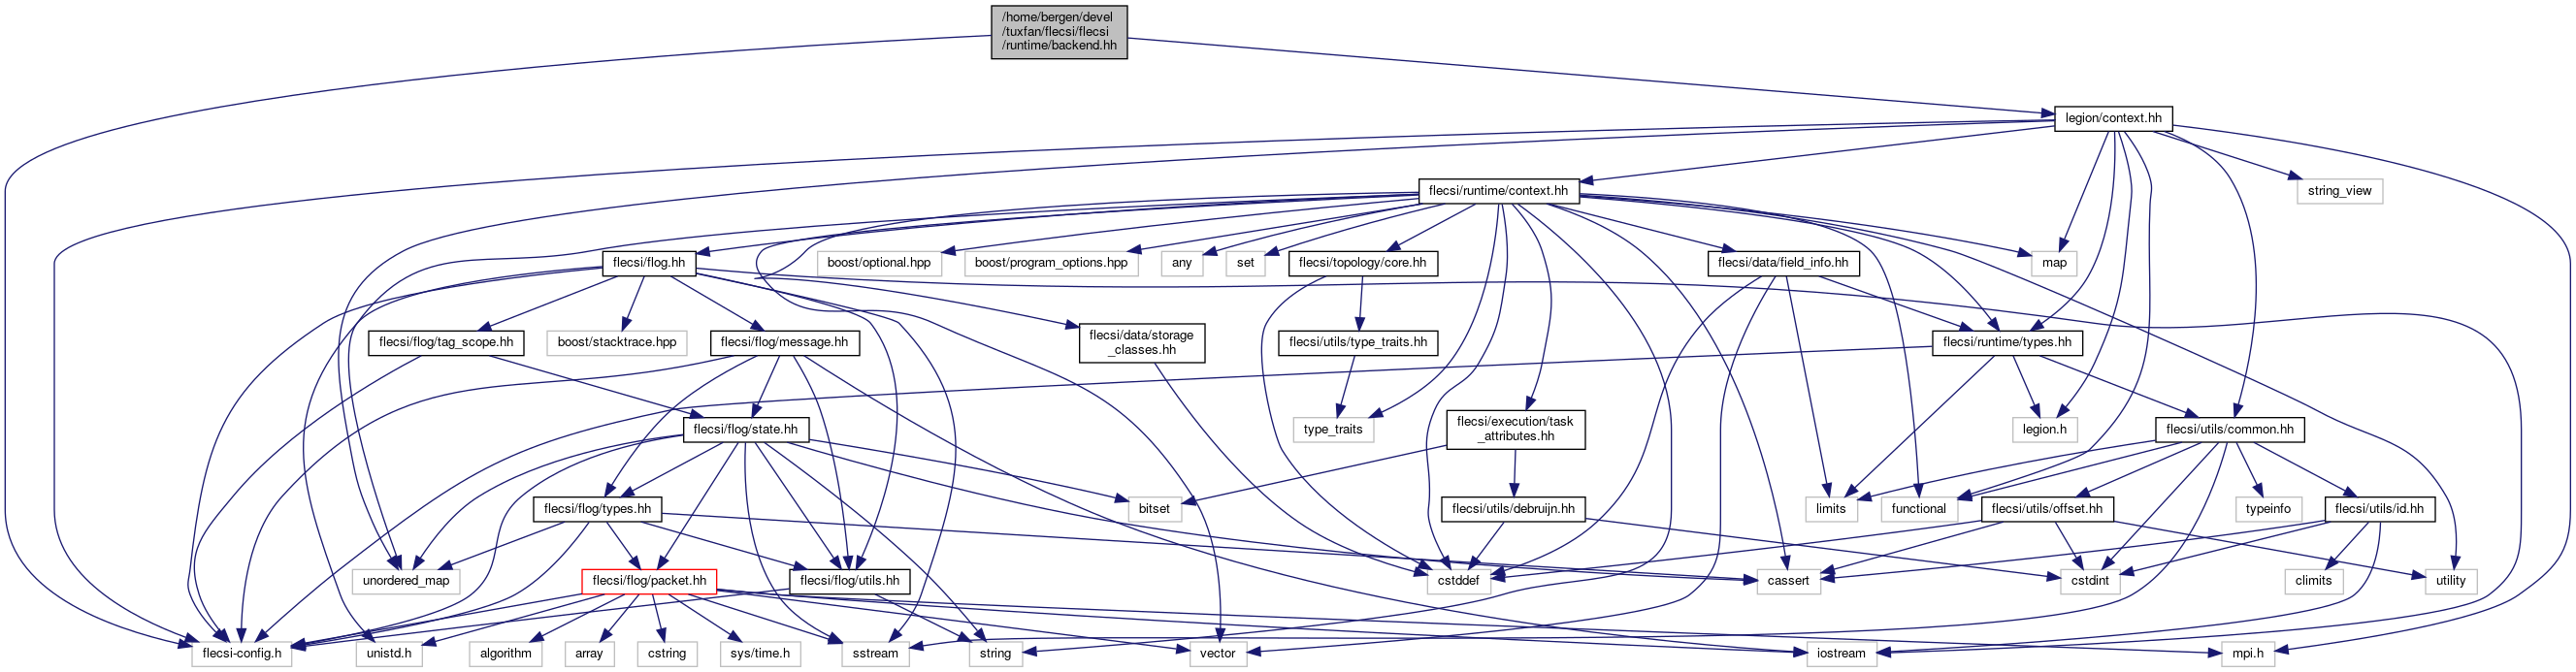 /home/bergen/devel
/tuxfan/flecsi/flecsi
/runtime/backend.hh
legion/context.hh
flecsi/runtime/context.hh
string_view
flecsi/flog.hh
boost/optional.hpp
boost/program_options.hpp
any
set
flecsi/topology/core.hh
flecsi/data/field_info.hh
map
flecsi/flog/tag_scope.hh
boost/stacktrace.hpp
flecsi/flog/message.hh
flecsi/data/storage
_classes.hh
flecsi/utils/type_traits.hh
flecsi/runtime/types.hh
flecsi/flog/state.hh
type_traits
flecsi/execution/task
_attributes.hh
legion.h
flecsi/utils/common.hh
flecsi/flog/types.hh
bitset
flecsi/utils/debruijn.hh
limits
functional
flecsi/utils/offset.hh
typeinfo
flecsi/utils/id.hh
unordered_map
flecsi/flog/packet.hh
flecsi/flog/utils.hh
cstddef
cassert
cstdint
climits
utility
flecsi-config.h
unistd.h
algorithm
array
cstring
sys/time.h
sstream
string
vector
iostream
mpi.h